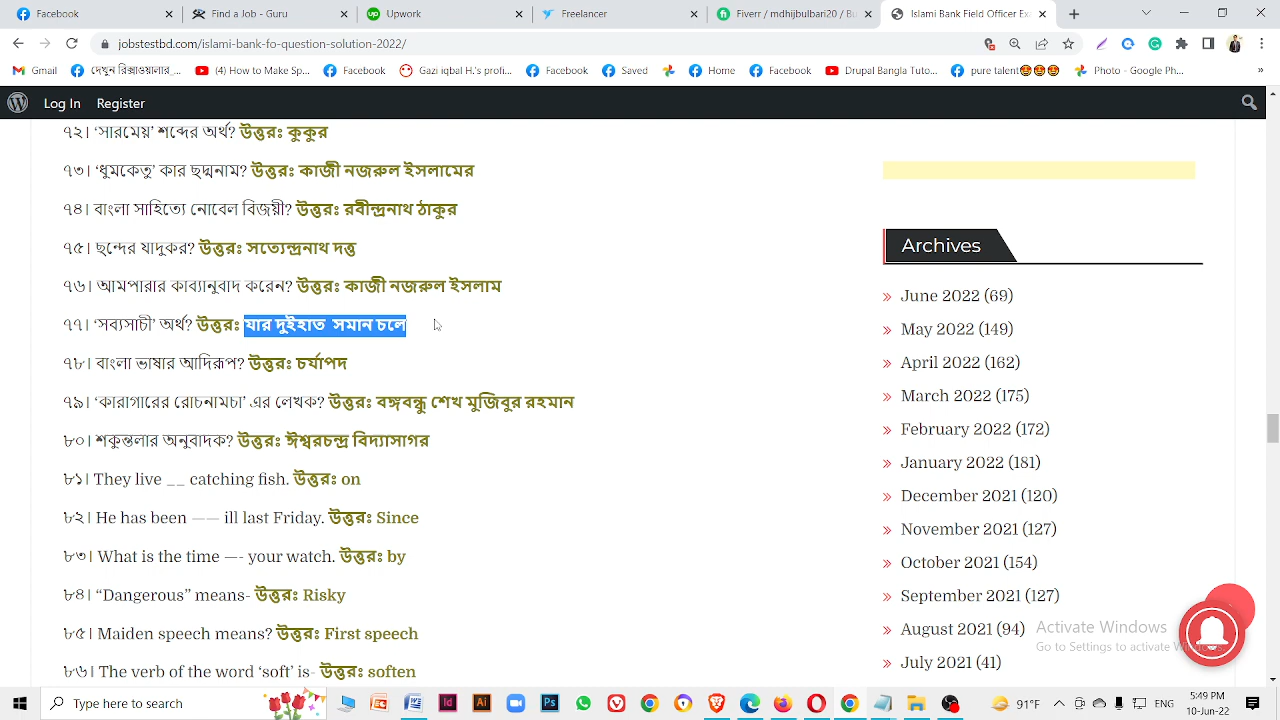 Facebook
হোয়াইটবোর্ড
Upwork
Freelancer
Fiverr / mdhijbulbari20 / Bu
Islami Bank Field Officer Exa
jobstestbd.com/islami-bank-fo-question-solution-2022/
Gmail
(4) How to Make Sp...
Facebook
Gazi iqbal H.'s profi...
Facebook
Saved
Home
Facebook
Drupal Bangla Tuto...
pure talent
Photo - Google Ph...
»
Log In Register
৭২। ‘সারমেয়’ শব্দের অর্থ? উত্তরঃ কুকুর
৭৩। ‘ধুমকেতু’ কার ছদ্মনাম? উত্তরঃ কাজী নজরুল ইসলামের
৭৪। বাংলা সাহিত্যে নোবেল বিজয়ী? উত্তরঃ রবীন্দ্রনাথ ঠাকুর
৭৫। ছন্দের যাদুকর? উত্তরঃ সত্যেন্দ্রনাথ দত্ত
৭৬। আমপারার কাব্যানুবাদ করেন? উত্তরঃ কাজী নজরুল ইসলাম
৭৭। ‘সব্যসাচী’ অর্থ? উত্তরঃ যার দুইহাত সমান চলে
৭৮। বাংলা ভাষার আদিরূপ? উত্তরঃ চর্যাপদ
৭৯। ‘কারাগারের রোচনামচা’ এর লেখক? উত্তরঃ বঙ্গবন্ধু শেখ মুজিবুর রহমান
৮০। শকুন্তলার অনুবাদক? উত্তরঃ ঈশ্বরচন্দ্র বিদ্যাসাগর
৮১। They live __ catching fish. উত্তরঃ on
৮২। He has been —— ill last Friday. উত্তরঃ Since
৮৩। What is the time —- your watch. উত্তরঃ by
৮৪। “Dangerous” means- উত্তরঃ Risky
৮৫। Maiden speech means? উত্তরঃ First speech
৮৬। The verb of the word ‘soft’ is- উত্তরঃ soften
Archives
» June 2022 (69)
» May 2022 (149)
» April 2022 (162)
» March 2022 (175)
» February 2022 (172)
» January 2022 (181)
» December 2021 (120)
» November 2021 (127)
» October 2021 (154)
» September 2021 (127)
» August 2021 (94)
» July 2021 (41)
Activate Windows
Go to Settings to activate
Type here to search
91°F
ENG
5:49 PM
10-Jun-22